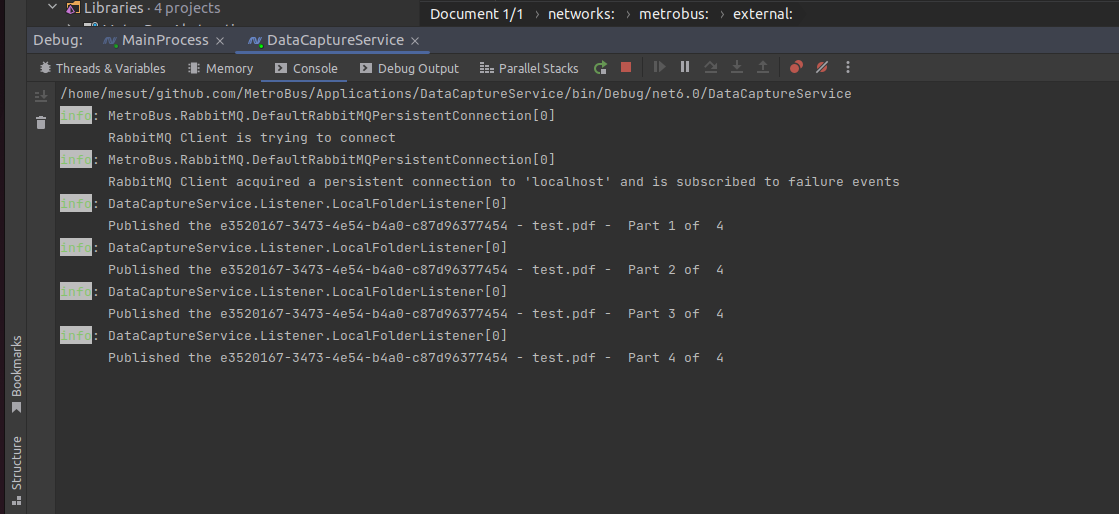 Libraries · 4 projects
Document 1/1 › networks: › metrobus: › external:
Debug: MainProcess × DataCaptureService ×
Threads & Variables Memory Console Debug Output Parallel Stacks
/home/mesut/github.com/MetroBus/Applications/DataCaptureService/bin/Debug/net6.0/DataCaptureService
info: MetroBus.RabbitMQ.DefaultRabbitMQPersistentConnection[0]
RabbitMQ Client is trying to connect
info: MetroBus.RabbitMQ.DefaultRabbitMQPersistentConnection[0]
RabbitMQ Client acquired a persistent connection to 'localhost' and is subscribed to failure events
info: DataCaptureService.Listener.LocalFolderListener[0]
Published the e3520167-3473-4e54-b4a0-c87d96377454 - test.pdf -  Part 1 of  4
info: DataCaptureService.Listener.LocalFolderListener[0]
Published the e3520167-3473-4e54-b4a0-c87d96377454 - test.pdf -  Part 2 of  4
info: DataCaptureService.Listener.LocalFolderListener[0]
Published the e3520167-3473-4e54-b4a0-c87d96377454 - test.pdf -  Part 3 of  4
info: DataCaptureService.Listener.LocalFolderListener[0]
Published the e3520167-3473-4e54-b4a0-c87d96377454 - test.pdf -  Part 4 of  4
Bookmarks
Structure